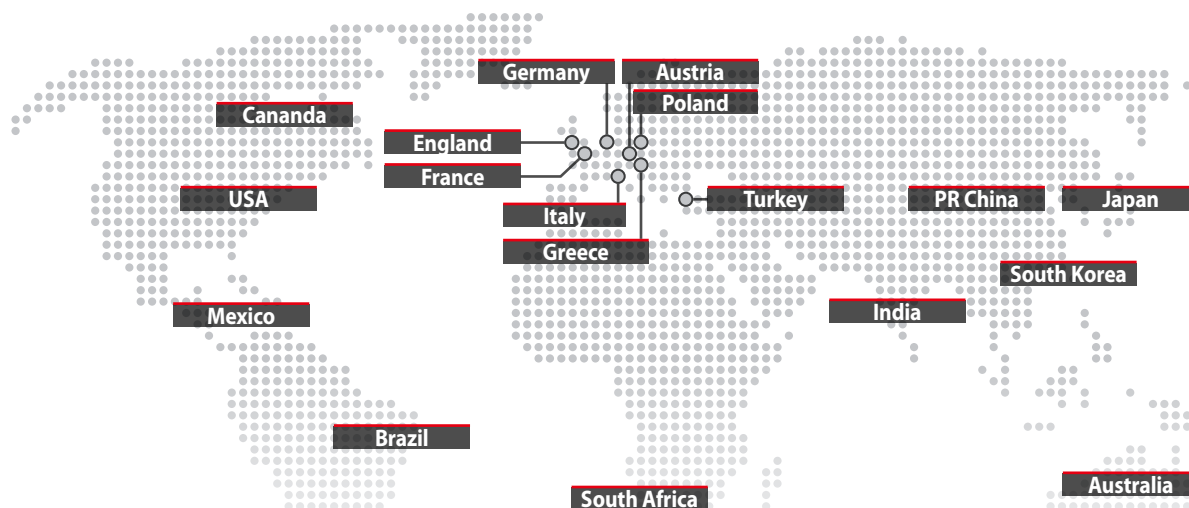 Germany
Austria
Poland
Cananda
England
France
USA
Italy
Turkey
PR China
Japan
Greece
South Korea
India
Mexico
Brazil
Australia
South Africa